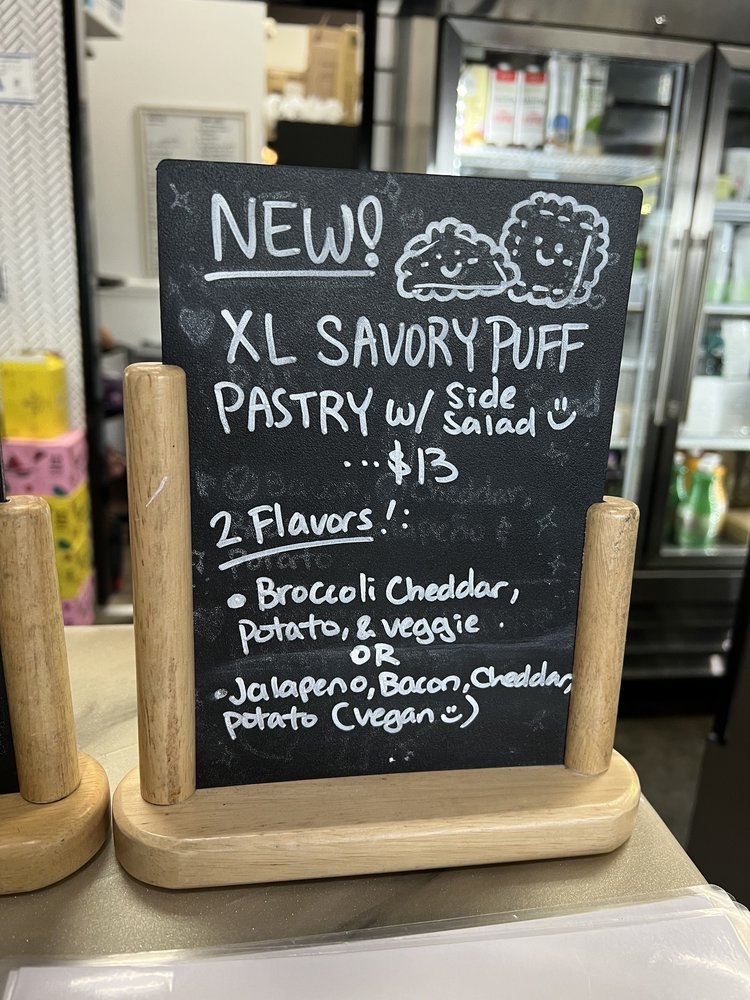 NEW!
XL SAVORY PUFF
PASTRY w/ side salad
...$13
2 Flavors!:
• Broccoli Cheddar,
potato, & veggie
OR
• Jalapeno, Bacon, Cheddar,
potato (vegan)